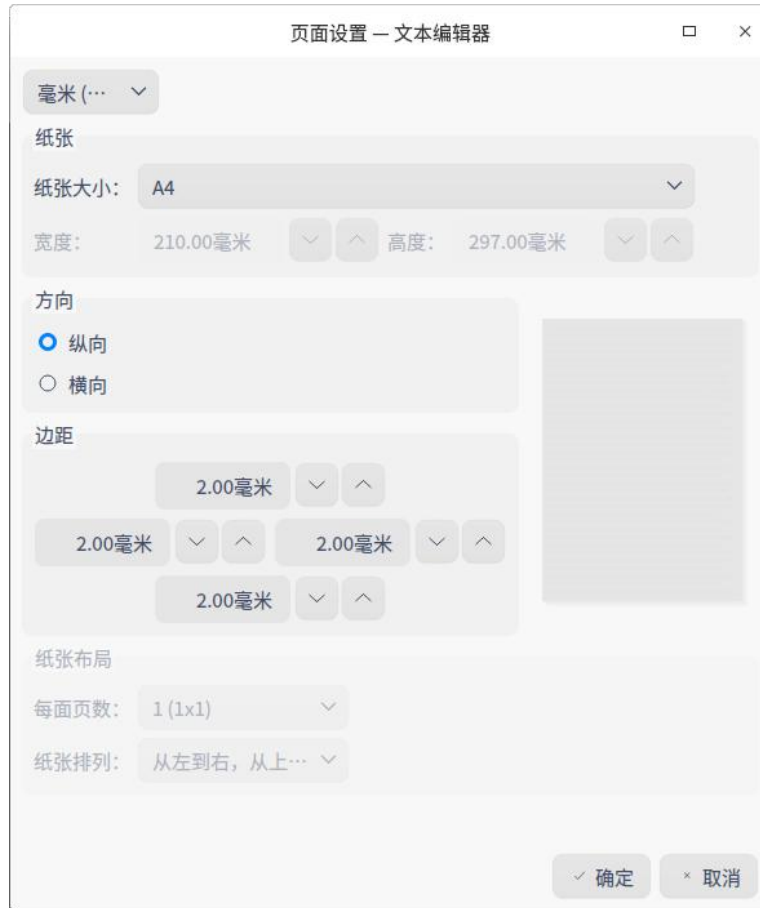 页面设置 — 文本编辑器
毫米 (…
纸张
纸张大小： A4
宽度： 210.00毫米 高度： 297.00毫米
方向
纵向
横向
边距
2.00毫米
2.00毫米 2.00毫米
2.00毫米
纸张布局
每面页数： 1 (1x1)
纸张排列： 从左到右，从上…
确定 取消